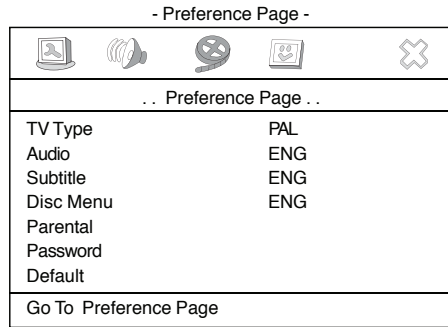 - Preference Page -
. . Preference Page . .
TV Type PAL
Audio ENG
Subtitle ENG
Disc Menu ENG
Parental
Password
Default
Go To Preference Page